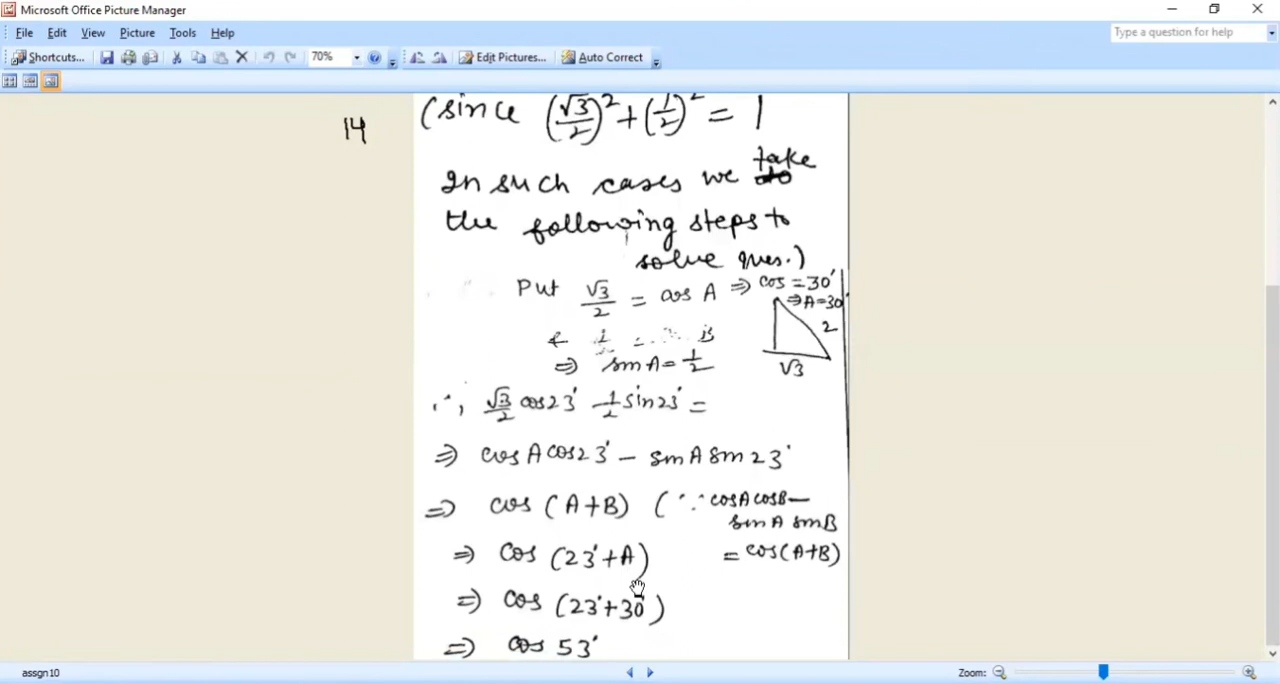 Microsoft Office Picture Manager
File Edit View Picture Tools Help
Type a question for help
Shortcuts... 70% Edit Pictures... Auto Correct
(since (√3/2)² + (1/2)² = 1
14
In such cases we take
the following steps to
solve ques.)
Put √3/2 = cos A ⇒ cos = 30°
⇒ A = 30°
2
√3
⇒ sin A = 1/2
∴, √3/2 cos 23° - 1/2 sin 23° =
⇒ cos A cos 23° - sin A sin 23°
⇒ cos (A+B) (∵ cosA cosB -
sin A sin B
= cos (A+B)
⇒ cos (23° + A)
⇒ cos (23° + 30°)
⇒ cos 53°
assgn10
Zoom: